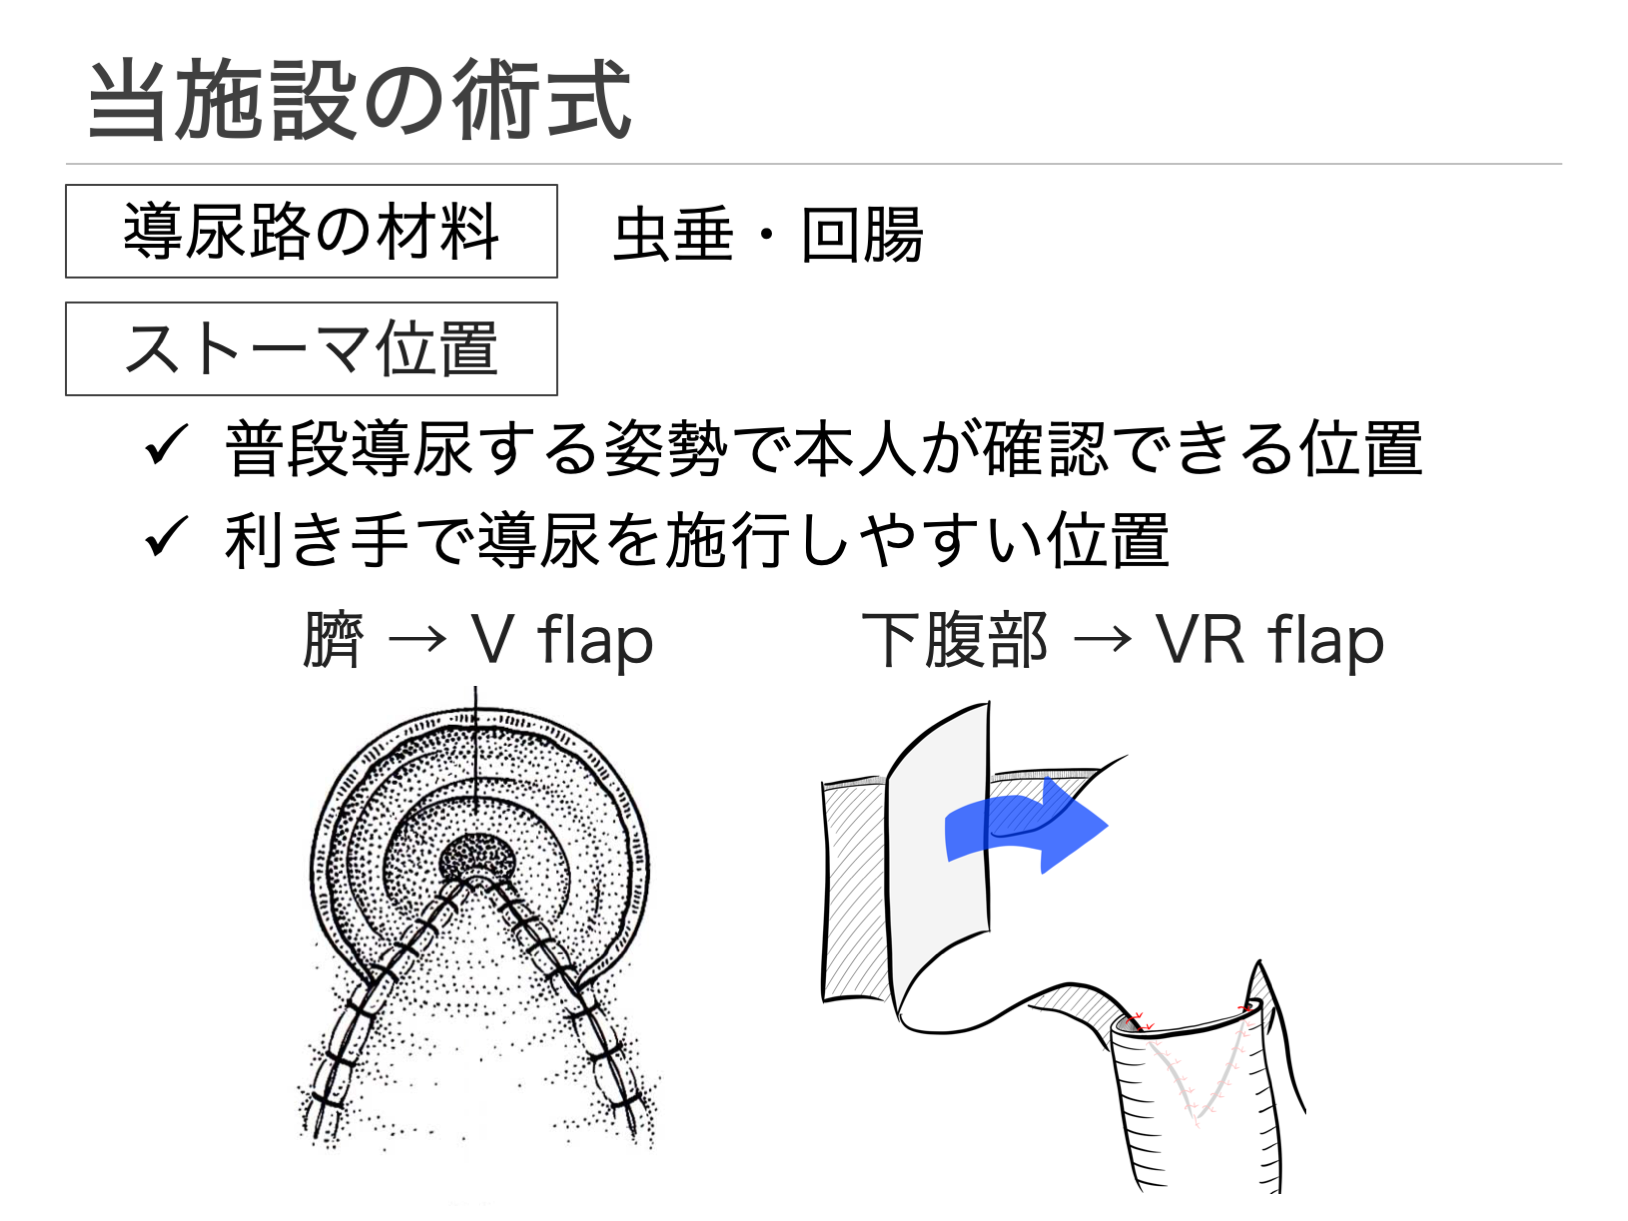 当施設の術式
導尿路の材料 虫垂・回腸
ストーマ位置
✓ 普段導尿する姿勢で本人が確認できる位置
✓ 利き手で導尿を施行しやすい位置
臍 → V flap 下腹部 → VR flap